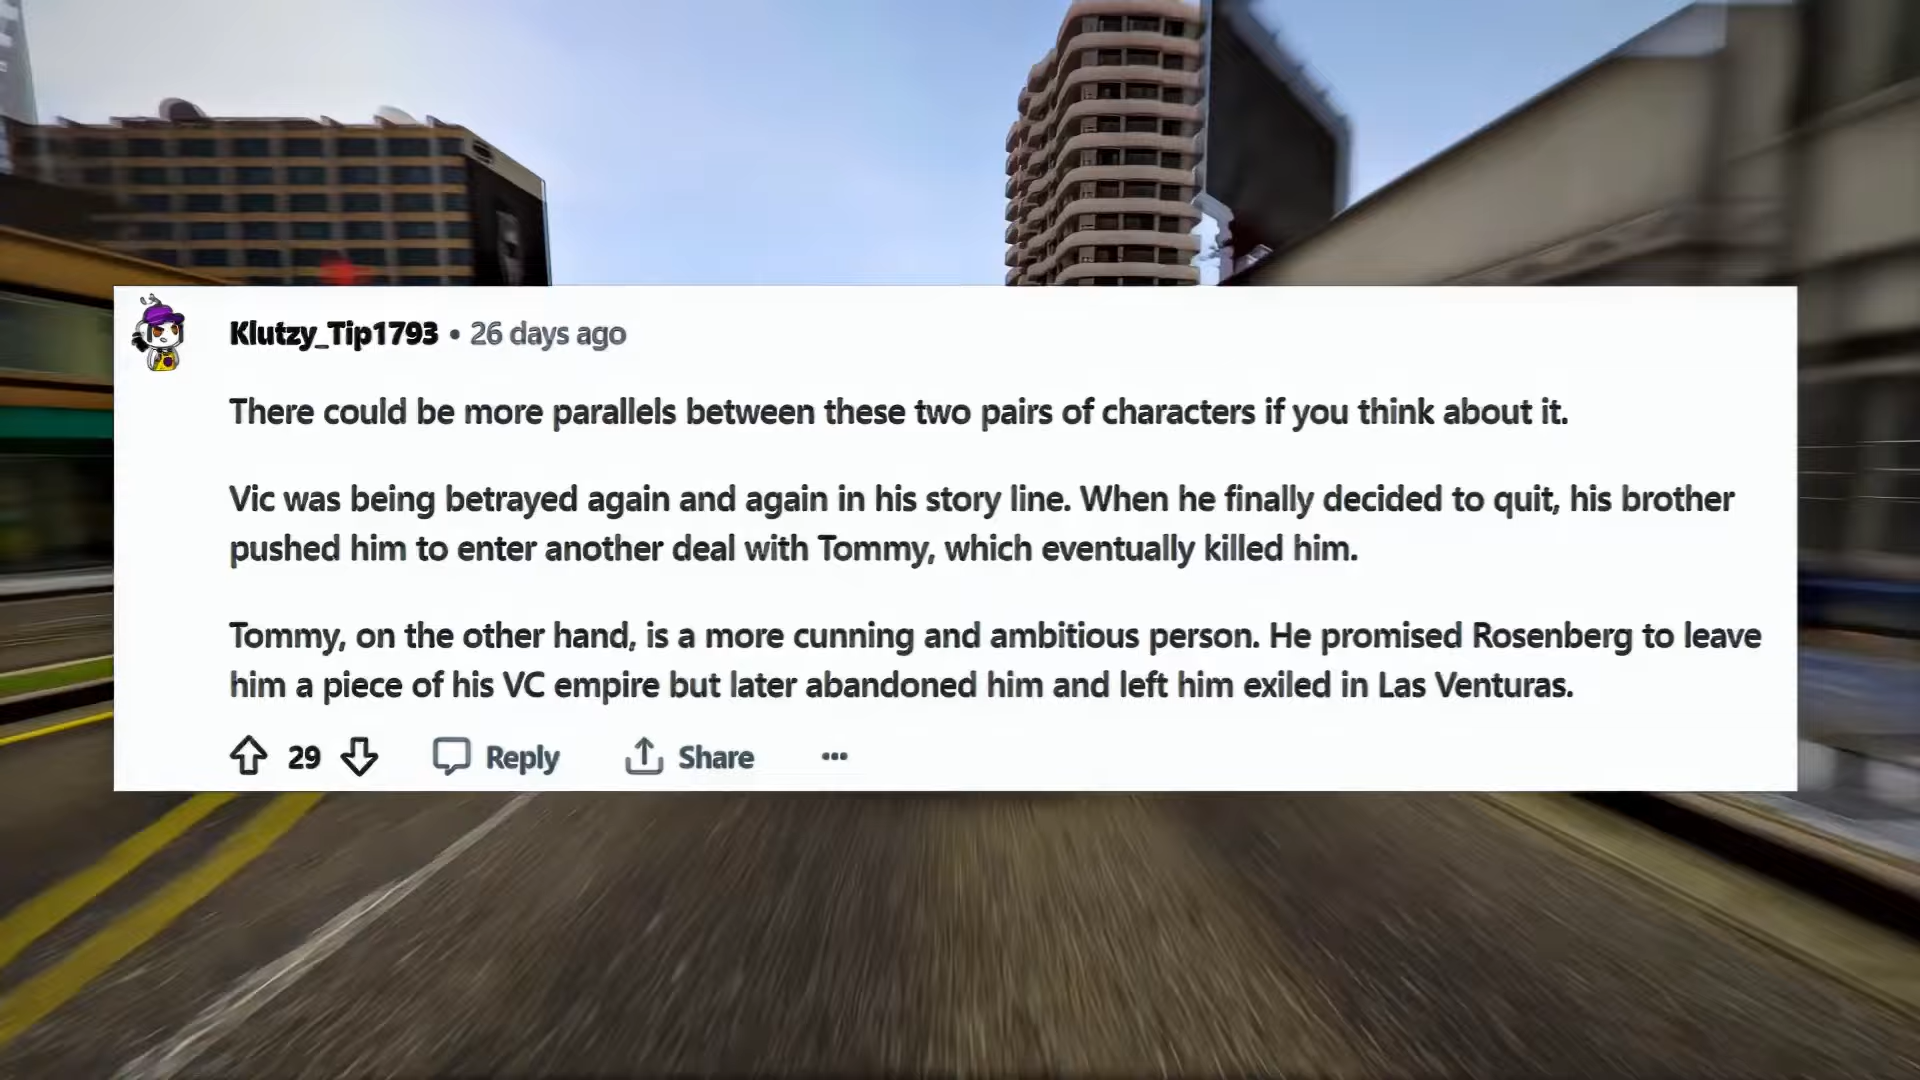 Klutzy_Tip1793 • 26 days ago
There could be more parallels between these two pairs of characters if you think about it.
Vic was being betrayed again and again in his story line. When he finally decided to quit, his brother
pushed him to enter another deal with Tommy, which eventually killed him.
Tommy, on the other hand, is a more cunning and ambitious person. He promised Rosenberg to leave
him a piece of his VC empire but later abandoned him and left him exiled in Las Venturas.
29 Reply Share ...